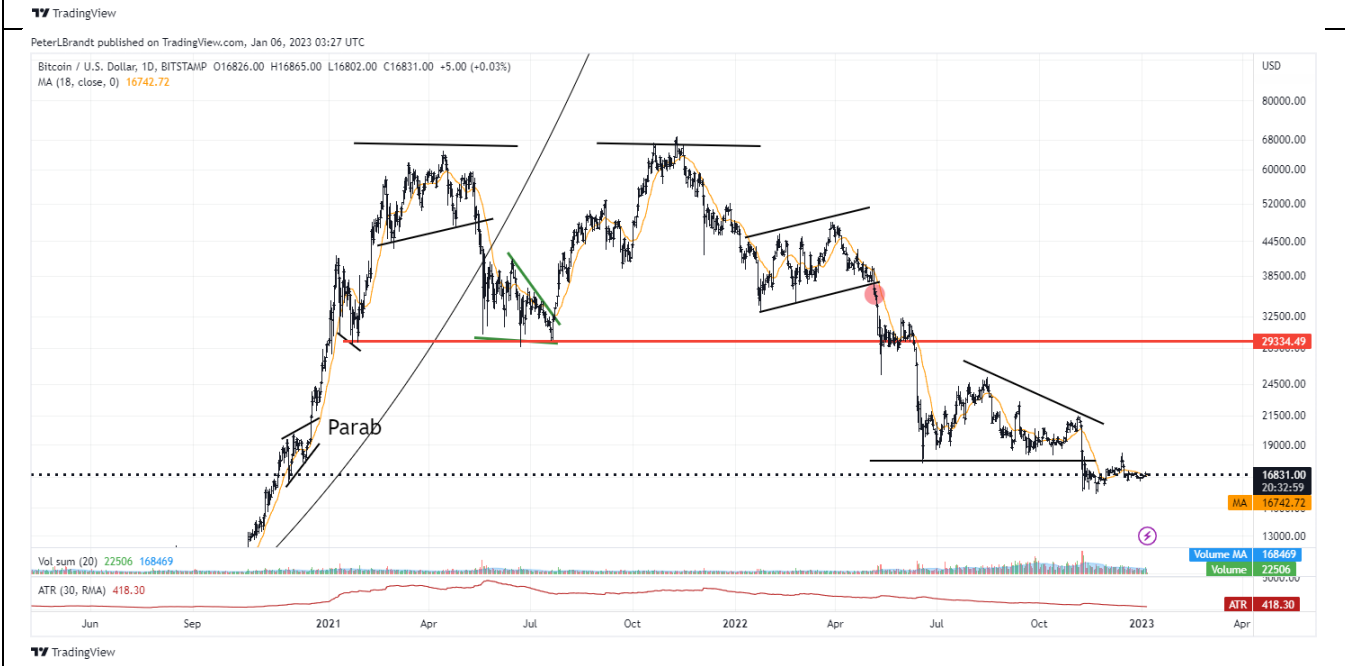 TradingView
PeterLBrandt published on TradingView.com, Jan 06, 2023 03:27 UTC
Bitcoin / U.S. Dollar, 1D, BITSTAMP O16826.00 H16865.00 L16802.00 C16831.00 +5.00 (+0.03%)
MA (18, close, 0) 16742.72
USD
80000.00
68000.00
60000.00
52000.00
44500.00
38500.00
32500.00
29334.49
24500.00
21500.00
Parab
19000.00
16831.00
20:32:59
MA 16742.72
13000.00
Vol sum (20) 22506 168469
Volume MA 168469
Volume 22506
5000.00
ATR (30, RMA) 418.30
ATR 418.30
Jun Sep 2021 Apr Jul Oct 2022 Apr Jul Oct 2023 Apr
TradingView